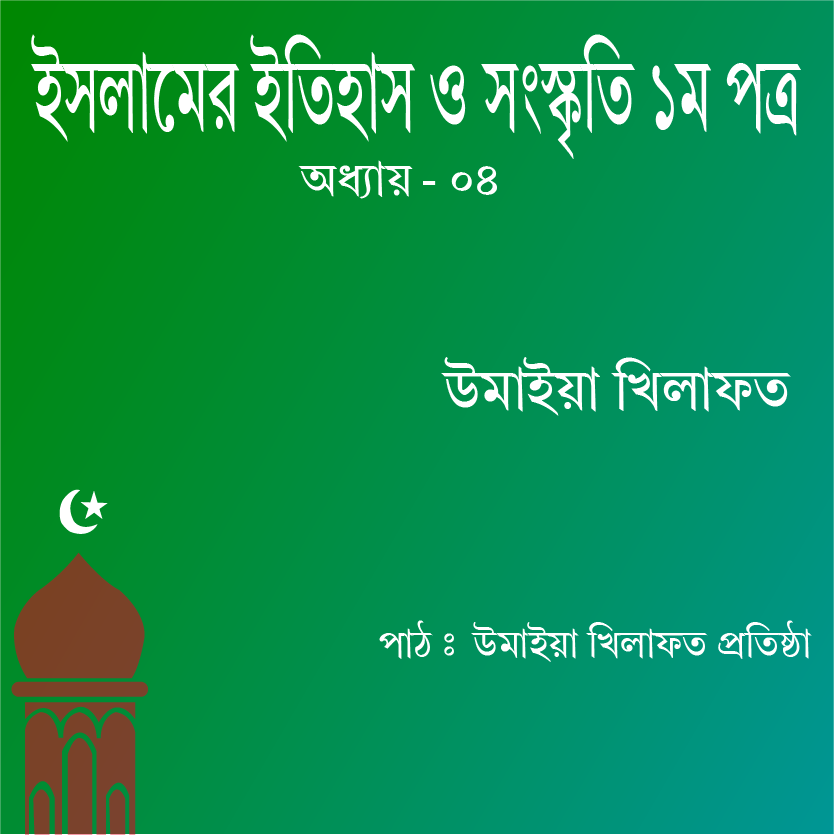 ইসলামের ইতিহাস ও সংস্কৃতি ১ম পত্র
অধ্যায় - ০৪
উমাইয়া খিলাফত
পাঠ ঃ উমাইয়া খিলাফত প্রতিষ্ঠা